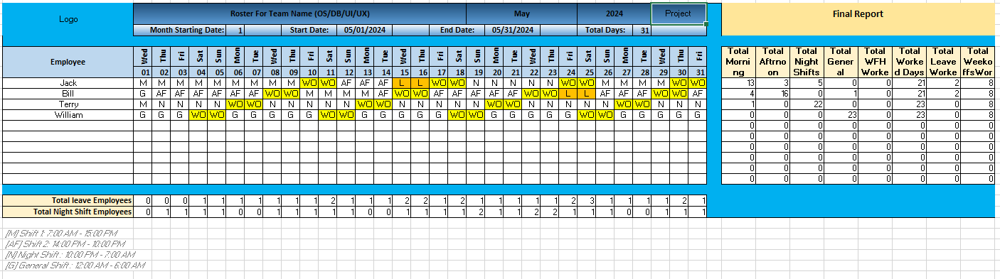 Logo
Roster For Team Name (OS/DB/UI/UX) May 2024 Project
Final Report
Month Starting Date: 1 Start Date: 05/01/2024 End Date: 05/31/2024 Total Days: 31
Employee
Wed Thu Fri Sat Sun Mon Tue Wed Thu Fri Sat Sun Mon Tue Wed Thu Fri Sat Sun Mon Tue Wed Thu Fri Sat Sun Mon Tue Wed Thu Fri
01 02 03 04 05 06 07 08 09 10 11 12 13 14 15 16 17 18 19 20 21 22 23 24 25 26 27 28 29 30 31
Total Total Total Total Total Total Total Total
Morni Aftrno Night Gener WFH Worke Leave Weeko
ng on Shifts al Worke d Days Worke ffsWor
Jack M M M M M M M M M WO WO AF AF AF L L WO WO N N N N N WO WO M M M M WO WO 13 3 5 0 0 21 2 8
Bill G AF AF AF AF AF AF WO WO M M M M AF WO WO AF AF AF AF AF WO WO L L AF AF AF WO WO AF 4 16 0 1 0 21 2 8
Terry M N N N N WO WO N N N N N WO WO N N N N N WO WO N N N N N WO WO N N N 1 0 22 0 0 23 0 8
William G G G WO WO G G G G G WO WO G G G G G WO WO G G G G G WO WO G G G G G 0 0 0 23 0 23 0 8
0 0 0 0 0 0 0 0
0 0 0 0 0 0 0 0
0 0 0 0 0 0 0 0
0 0 0 0 0 0 0 0
0 0 0 0 0 0 0 0
0 0 0 0 0 0 0 0
Total leave Employees 0 0 0 1 1 1 1 1 1 1 2 1 1 1 2 2 1 2 1 1 1 1 1 2 3 1 1 1 1 2 1
Total Night Shift Employees 0 1 1 1 1 0 0 1 1 1 1 1 0 0 1 1 1 1 2 1 1 2 2 1 1 1 0 0 1 1 1
[M] Shift 1: 7:00 AM - 15:00 PM
[AF] Shift 2: 14:00 PM - 10:00 PM
[N] Night Shift.: 10:00 PM - 7:00 AM
[G] General Shift.: 12:00 AM - 6:00 AM